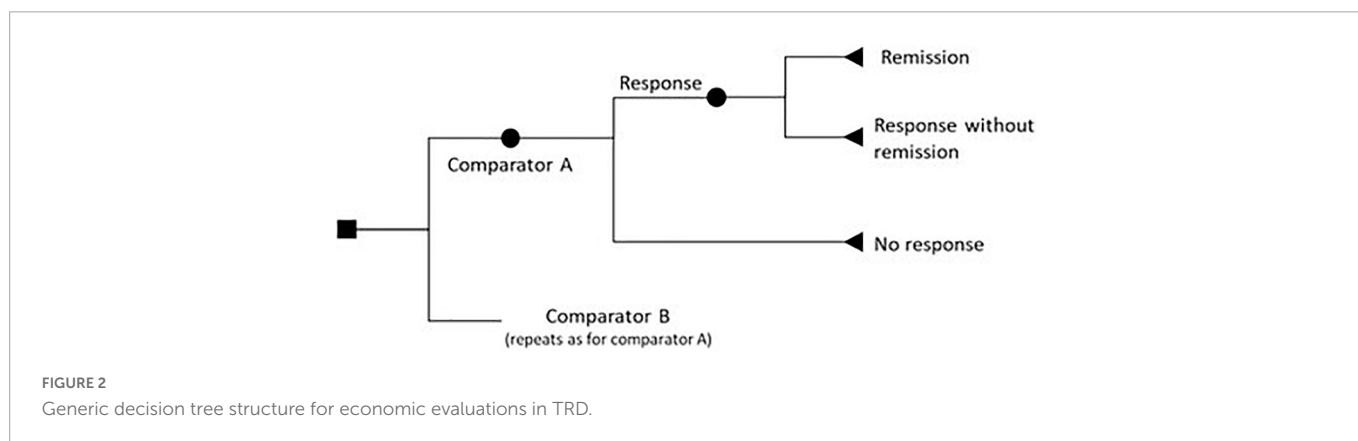 Remission
Response
Response without
remission
Comparator A
No response
Comparator B
(repeats as for comparator A)
FIGURE 2
Generic decision tree structure for economic evaluations in TRD.